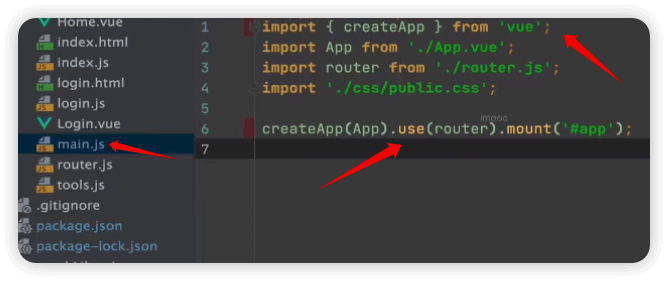 Home.vue
index.html
index.js
login.html
login.js
Login.vue
main.js
router.js
tools.js
.gitignore
package.json
package-lock.json
1 import { createApp } from 'vue';
2 import App from './App.vue';
3 import router from './router.js';
4 import './css/public.css';
5
6 createApp(App).use(router).mount('#app');
7
imooc